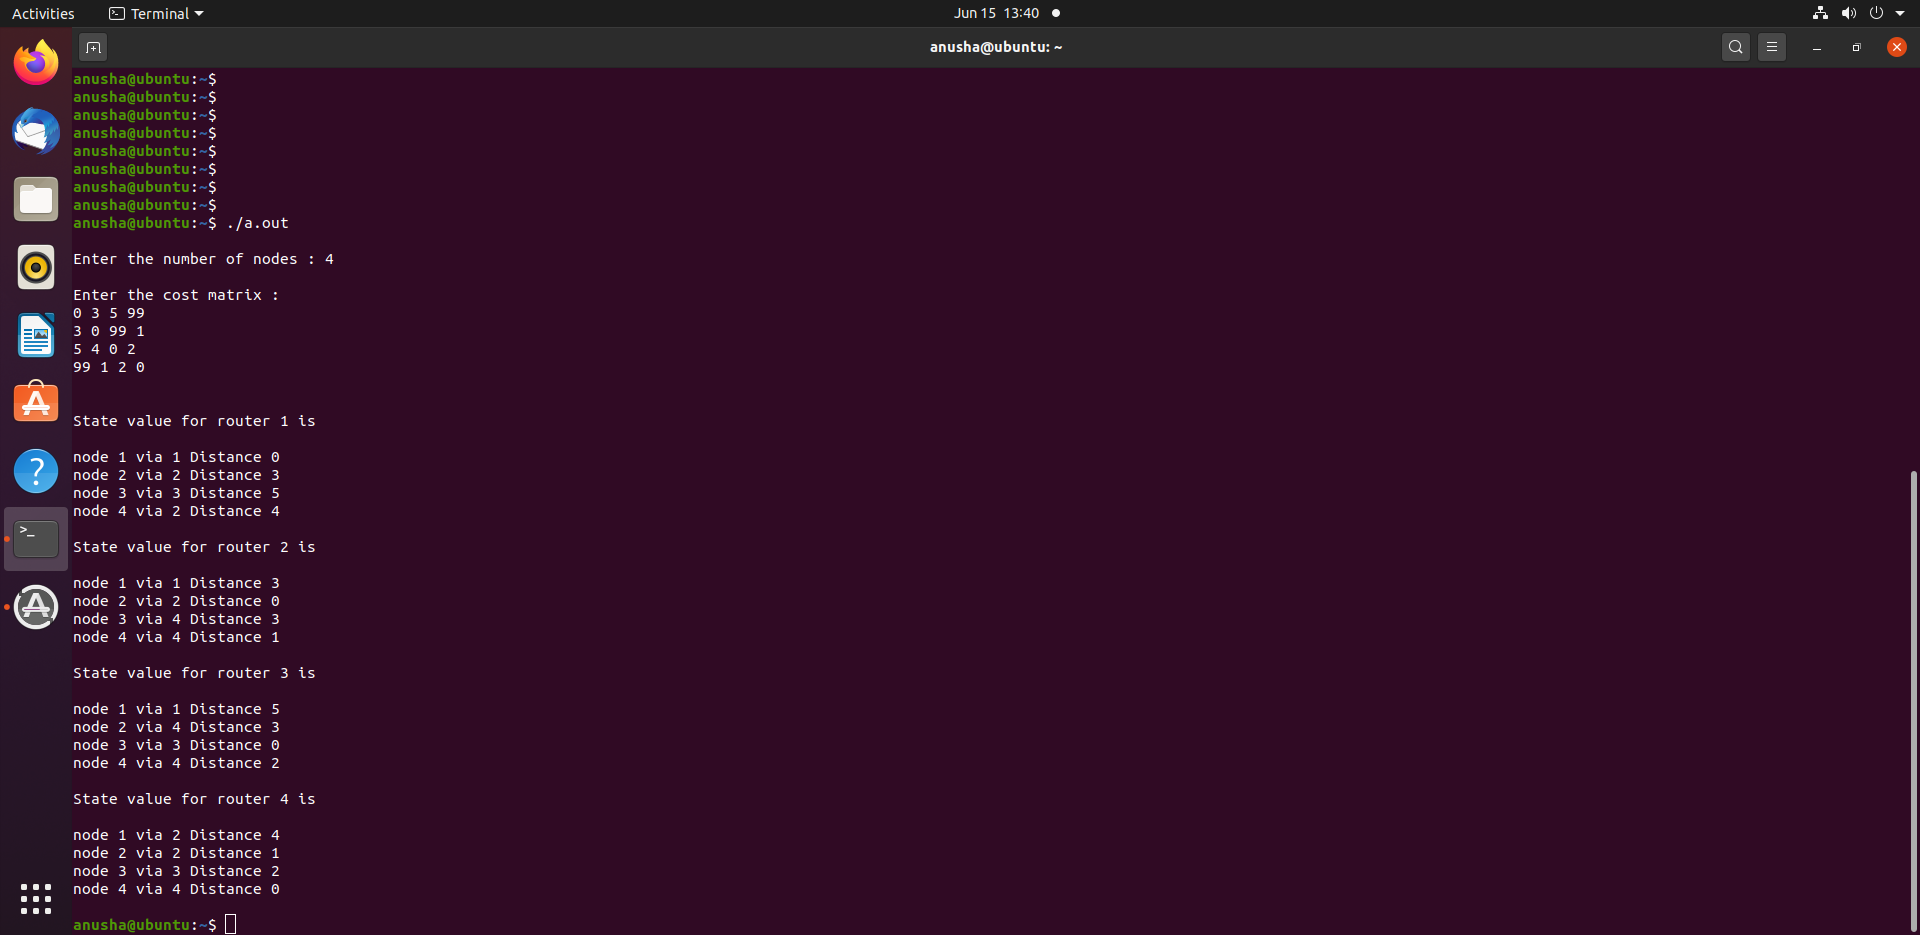 Activities Terminal Jun 15 13:40
anusha@ubuntu: ~
anusha@ubuntu:~$
anusha@ubuntu:~$
anusha@ubuntu:~$
anusha@ubuntu:~$
anusha@ubuntu:~$
anusha@ubuntu:~$
anusha@ubuntu:~$
anusha@ubuntu:~$
anusha@ubuntu:~$ ./a.out
Enter the number of nodes : 4
Enter the cost matrix :
0 3 5 99
3 0 99 1
5 4 0 2
99 1 2 0
State value for router 1 is
node 1 via 1 Distance 0
node 2 via 2 Distance 3
node 3 via 3 Distance 5
node 4 via 2 Distance 4
State value for router 2 is
node 1 via 1 Distance 3
node 2 via 2 Distance 0
node 3 via 4 Distance 3
node 4 via 4 Distance 1
State value for router 3 is
node 1 via 1 Distance 5
node 2 via 4 Distance 3
node 3 via 3 Distance 0
node 4 via 4 Distance 2
State value for router 4 is
node 1 via 2 Distance 4
node 2 via 2 Distance 1
node 3 via 3 Distance 2
node 4 via 4 Distance 0
anusha@ubuntu:~$